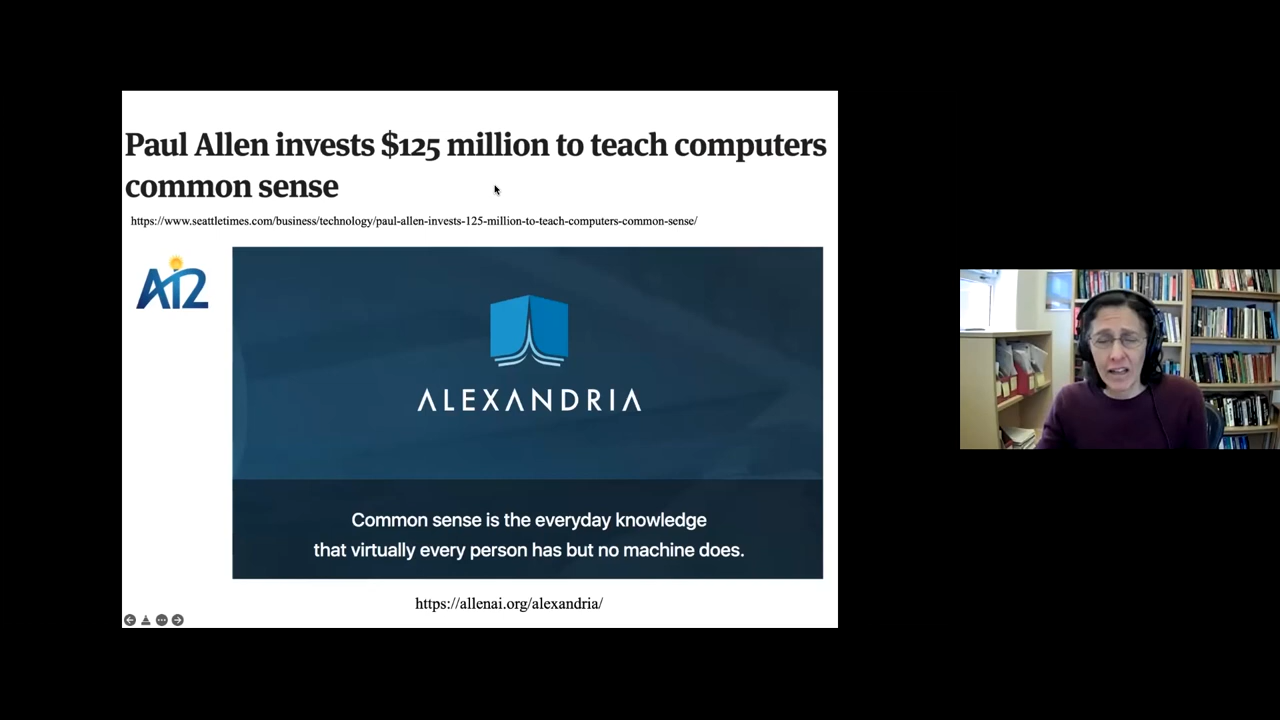 Paul Allen invests $125 million to teach computers
common sense
https://www.seattletimes.com/business/technology/paul-allen-invests-125-million-to-teach-computers-common-sense/
AI2
ALEXANDRIA
Common sense is the everyday knowledge
that virtually every person has but no machine does.
https://allenai.org/alexandria/